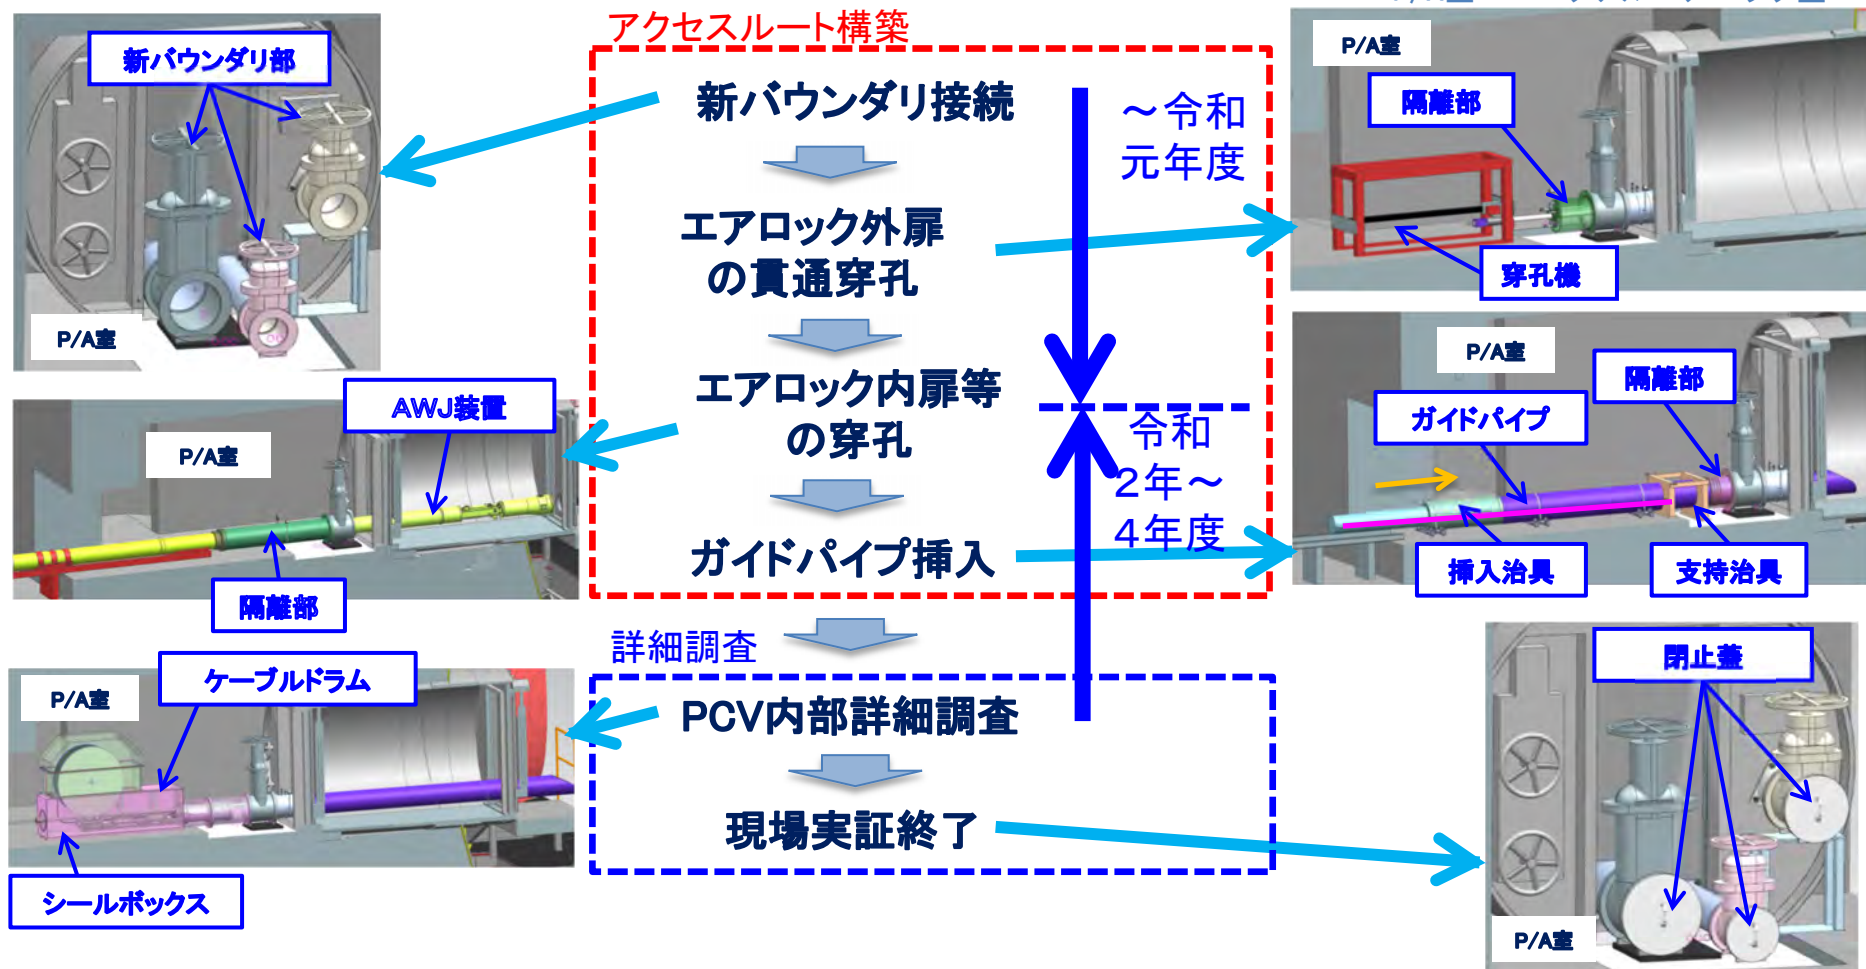 アクセスルート構築
新バウンダリ接続
エアロック外扉
の貫通穿孔
エアロック内扉等
の穿孔
ガイドパイプ挿入
～令和
元年度
令和
2年～
4年度
詳細調査
PCV内部詳細調査
現場実証終了
新バウンダリ部
P/A室
AWJ装置
P/A室
隔離部
ケーブルドラム
P/A室
シールボックス
P/A室
隔離部
穿孔機
P/A室
隔離部
ガイドパイプ
挿入治具
支持治具
閉止蓋
P/A室